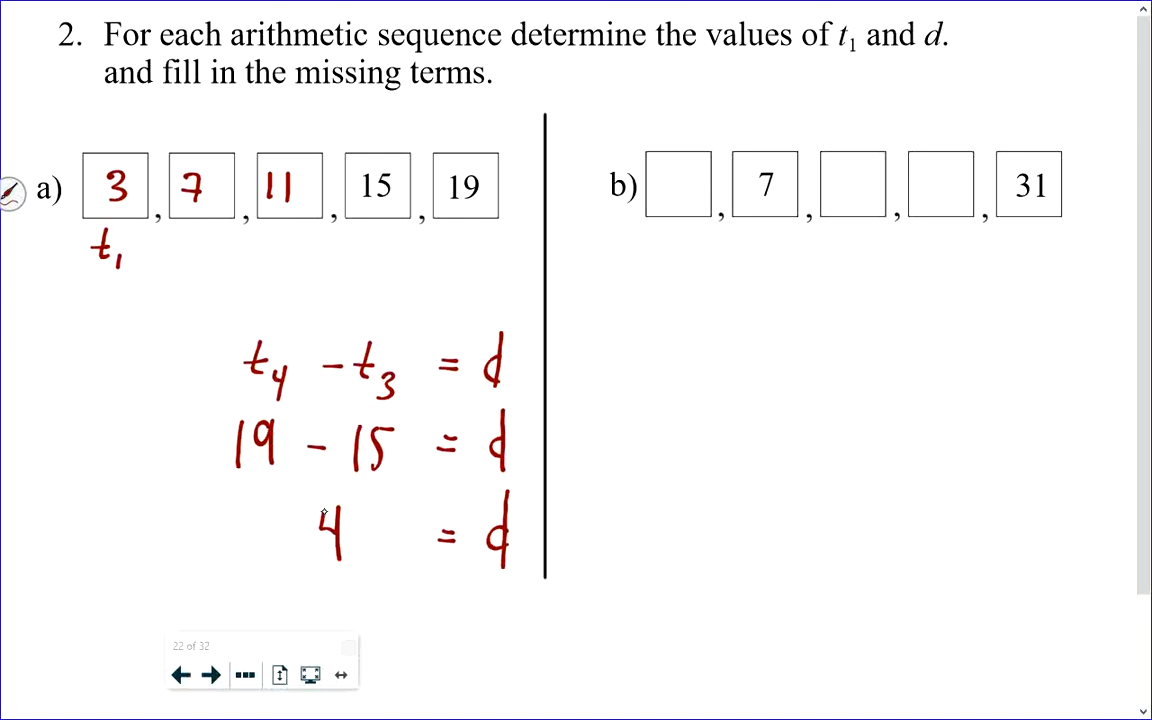 2. For each arithmetic sequence determine the values of t₁ and d.
and fill in the missing terms.
a) 3, 7, 11, 15, 19
t₁
t₄ - t₃ = d
19 - 15 = d
4 = d
b) , 7, , , 31
22 of 32